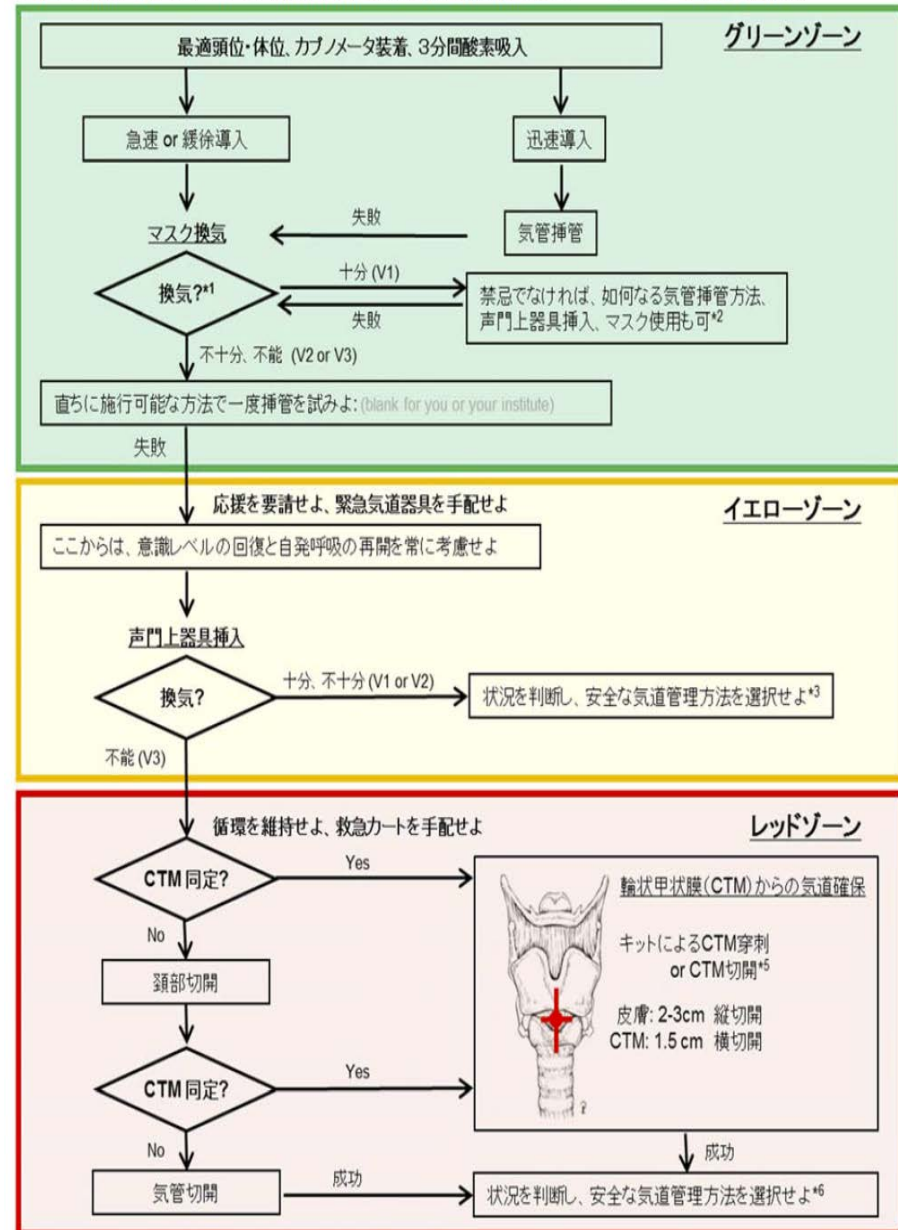 グリーンゾーン
最適頭位・体位、カプノメータ装着、3分間酸素吸入
急速 or 緩徐導入
迅速導入
失敗
気管挿管
マスク換気
換気?*1
十分 (V1)
失敗
禁忌でなければ、如何なる気管挿管方法、
声門上器具挿入、マスク使用も可*2
不十分、不能 (V2 or V3)
直ちに施行可能な方法で一度挿管を試みよ: (blank for you or your institute)
失敗
イエローゾーン
応援を要請せよ、緊急気道器具を手配せよ
ここからは、意識レベルの回復と自発呼吸の再開を常に考慮せよ
声門上器具挿入
換気?
十分、不十分 (V1 or V2)
状況を判断し、安全な気道管理方法を選択せよ*3
不能 (V3)
レッドゾーン
循環を維持せよ、救急カートを手配せよ
CTM 同定?
Yes
輪状甲状膜(CTM)からの気道確保
キットによるCTM穿刺
or CTM切開*5
皮膚: 2-3cm 縦切開
CTM: 1.5 cm 横切開
No
頚部切開
CTM 同定?
Yes
No
成功
気管切開
成功
状況を判断し、安全な気道管理方法を選択せよ*6